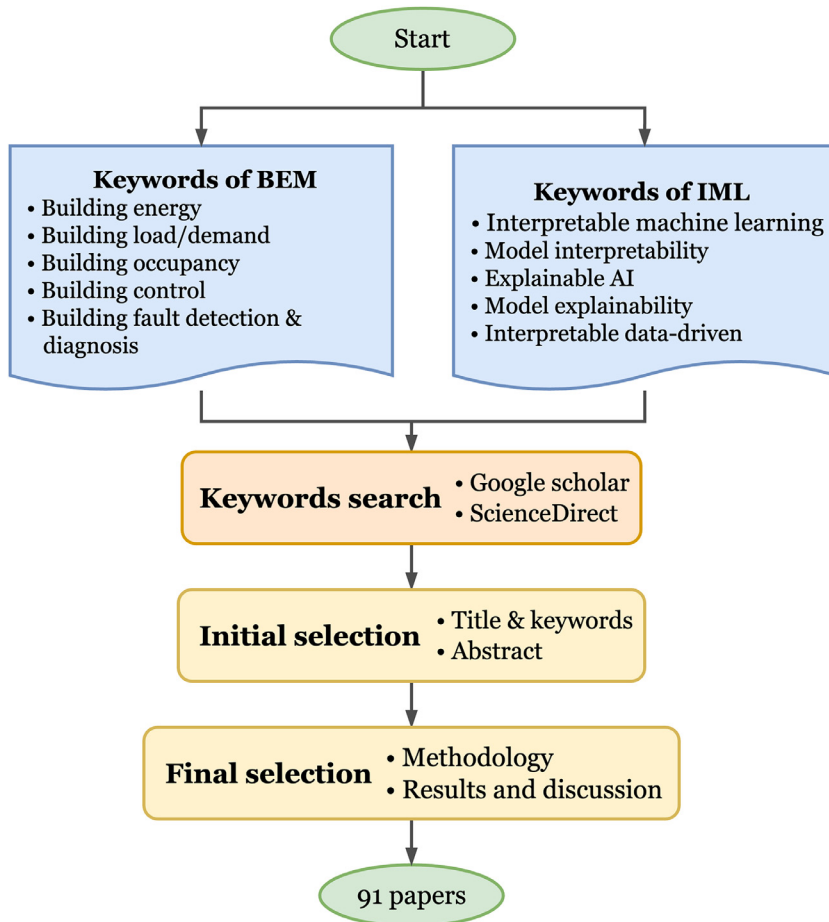 Start
Keywords of BEM
• Building energy
• Building load/demand
• Building occupancy
• Building control
• Building fault detection &
diagnosis
Keywords of IML
• Interpretable machine learning
• Model interpretability
• Explainable AI
• Model explainability
• Interpretable data-driven
Keywords search
• Google scholar
• ScienceDirect
Initial selection
• Title & keywords
• Abstract
Final selection
• Methodology
• Results and discussion
91 papers